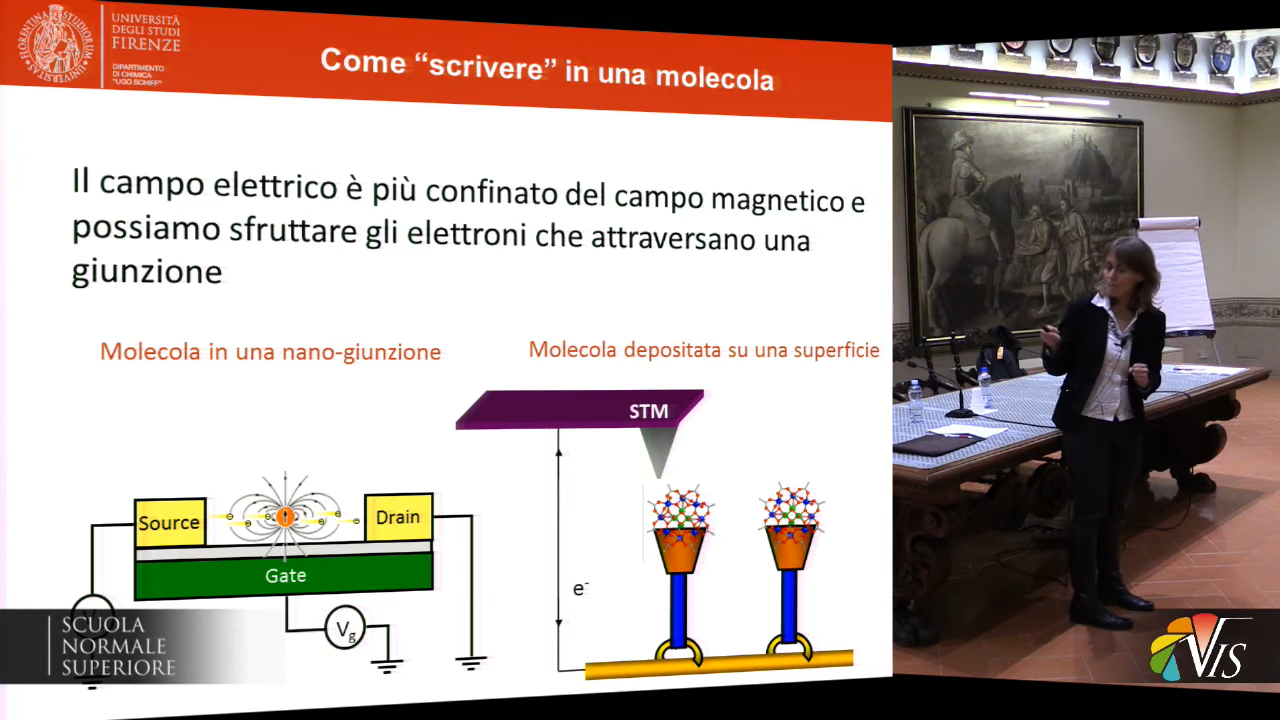 UNIVERSITÀ
DEGLI STUDI
FIRENZE
DIPARTIMENTO
DI CHIMICA
"UGO SCHIFF"
Come “scrivere” in una molecola
Il campo elettrico è più confinato del campo magnetico e
possiamo sfruttare gli elettroni che attraversano una
giunzione
Molecola in una nano-giunzione
Molecola depositata su una superficie
STM
Source
Drain
Gate
Vg
e-
SCUOLA
NORMALE
SUPERIORE
VIS